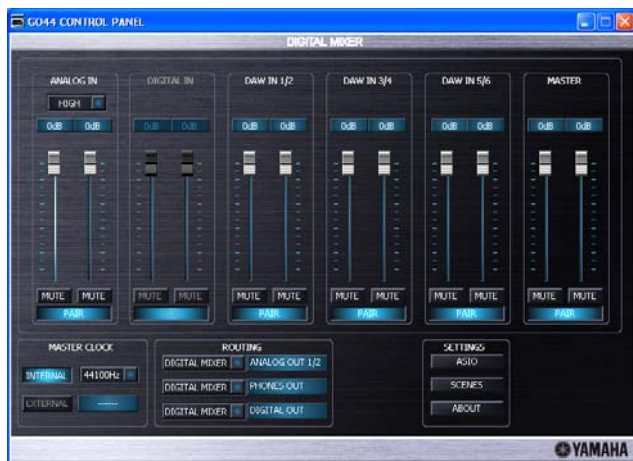 GO44 CONTROL PANEL
DIGITAL MIXER
ANALOG IN
DIGITAL IN
DAW IN 1/2
DAW IN 3/4
DAW IN 5/6
MASTER
HIGH
0dB 0dB
0dB 0dB
0dB 0dB
0dB 0dB
0dB 0dB
0dB 0dB
MUTE MUTE
MUTE MUTE
MUTE MUTE
MUTE MUTE
MUTE MUTE
MUTE MUTE
PAIR
PAIR
PAIR
PAIR
PAIR
MASTER CLOCK
INTERNAL 44100Hz
EXTERNAL ------
ROUTING
DIGITAL MIXER ANALOG OUT 1/2
DIGITAL MIXER PHONES OUT
DIGITAL MIXER DIGITAL OUT
SETTINGS
ASIO
SCENES
ABOUT
YAMAHA